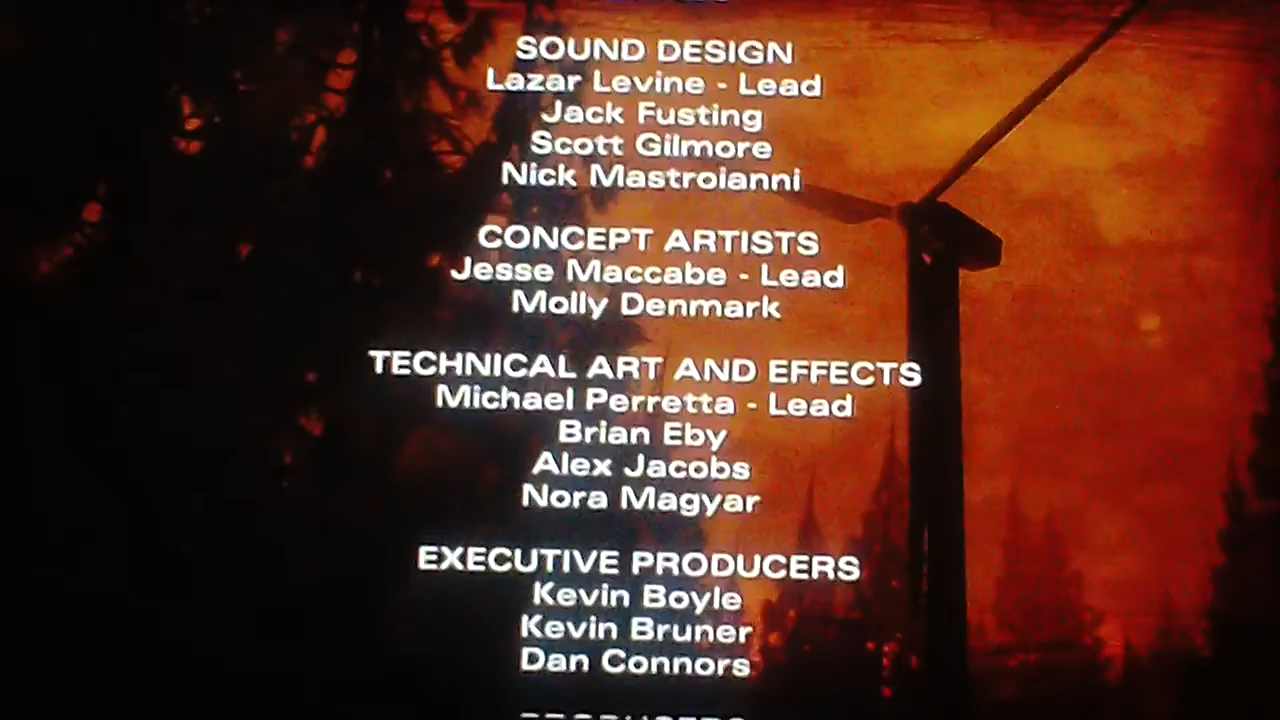 SOUND DESIGN
Lazar Levine - Lead
Jack Fusting
Scott Gilmore
Nick Mastroianni
CONCEPT ARTISTS
Jesse Maccabe - Lead
Molly Denmark
TECHNICAL ART AND EFFECTS
Michael Perretta - Lead
Brian Eby
Alex Jacobs
Nora Magyar
EXECUTIVE PRODUCERS
Kevin Boyle
Kevin Bruner
Dan Connors
PRODUCERS